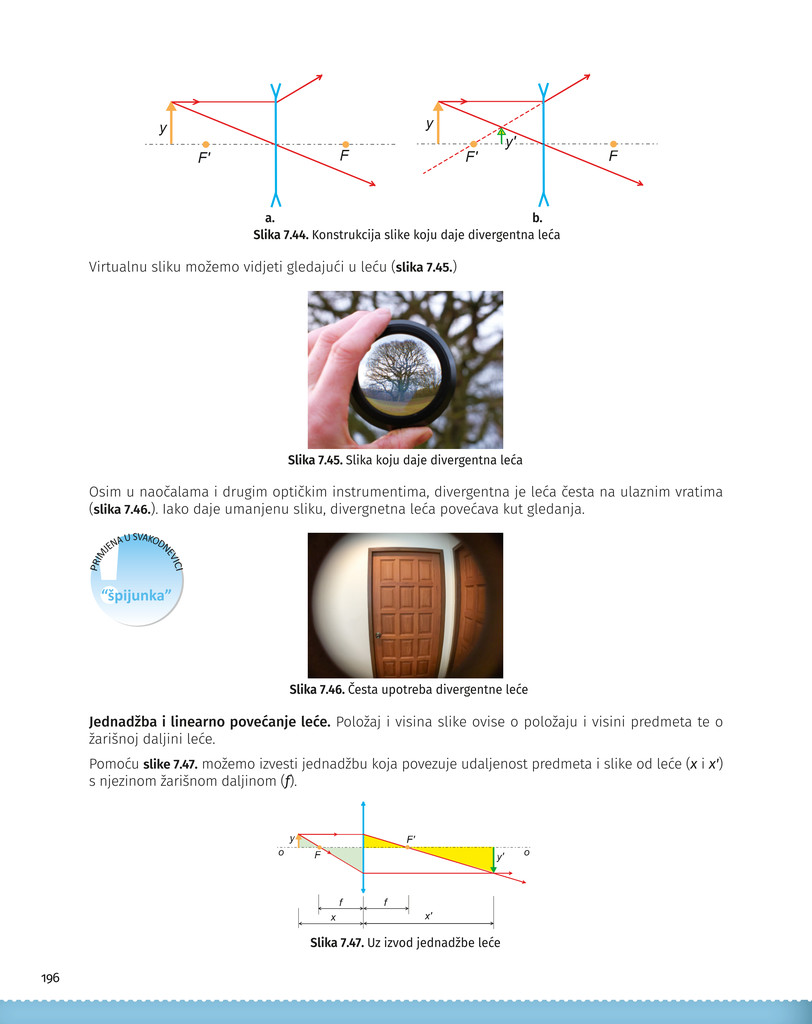 y
F'
F
y
F'
y'
F
a.
b.
Slika 7.44. Konstrukcija slike koju daje divergentna leća
Virtualnu sliku možemo vidjeti gledajući u leću (slika 7.45.)
Slika 7.45. Slika koju daje divergentna leća
Osim u naočalama i drugim optičkim instrumentima, divergentna je leća česta na ulaznim vratima
(slika 7.46.). Iako daje umanjenu sliku, divergnetna leća povećava kut gledanja.
PRIMJENA U SVAKODNEVICI
“špijunka”
Slika 7.46. Česta upotreba divergentne leće
Jednadžba i linearno povećanje leće. Položaj i visina slike ovise o položaju i visini predmeta te o
žarišnoj daljini leće.
Pomoću slike 7.47. možemo izvesti jednadžbu koja povezuje udaljenost predmeta i slike od leće (x i x')
s njezinom žarišnom daljinom (f).
y
F'
o
F
y'
o
f
f
x
x'
Slika 7.47. Uz izvod jednadžbe leće
196